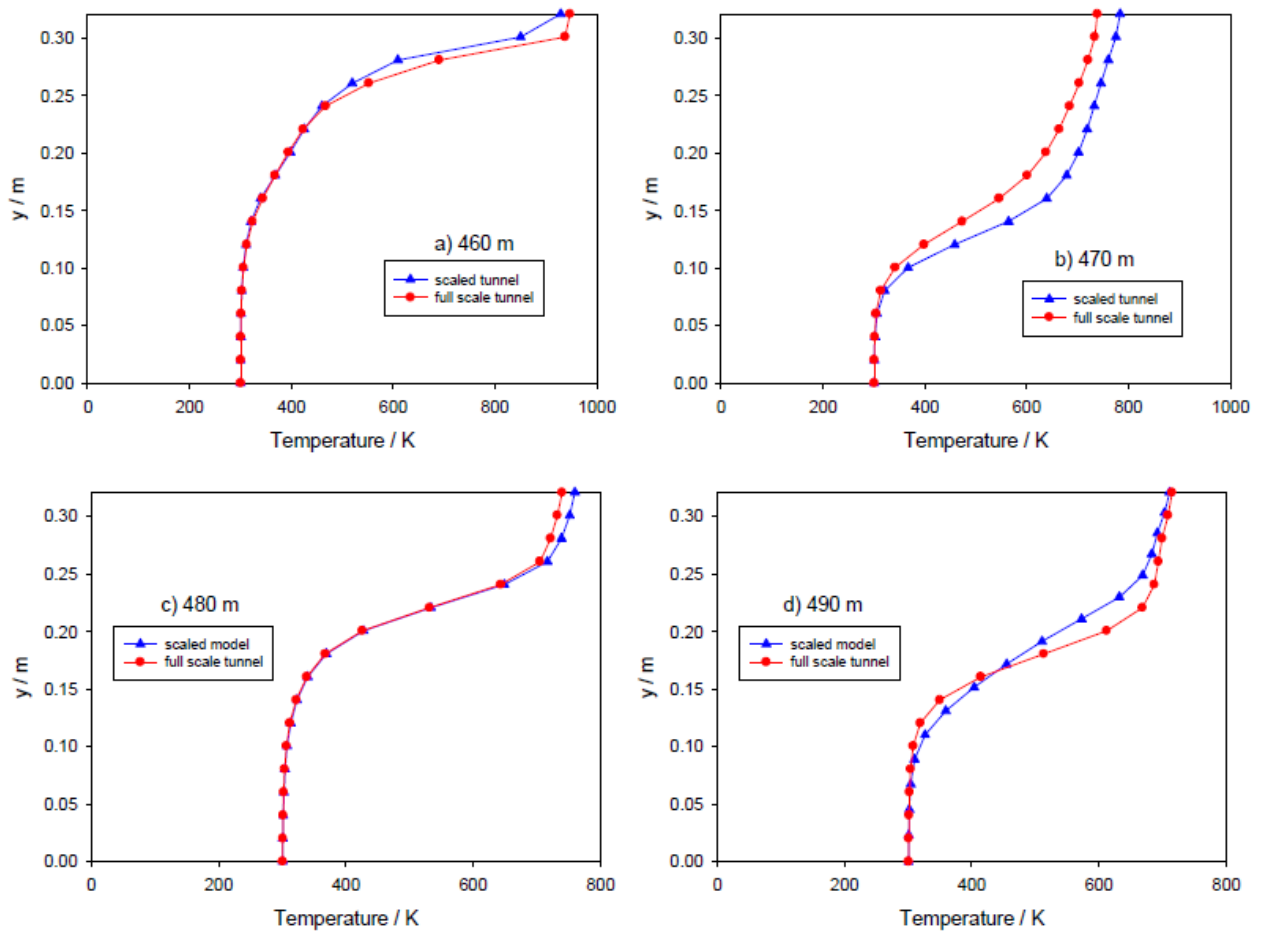 0.30
0.25
0.20
0.15
0.10
0.05
0.00
y / m
a) 460 m
scaled tunnel
full scale tunnel
0 200 400 600 800 1000
Temperature / K
0.30
0.25
0.20
0.15
0.10
0.05
0.00
y / m
b) 470 m
scaled tunnel
full scale tunnel
0 200 400 600 800 1000
Temperature / K
0.30
0.25
0.20
0.15
0.10
0.05
0.00
y / m
c) 480 m
scaled model
full scale tunnel
0 200 400 600 800
Temperature / K
0.30
0.25
0.20
0.15
0.10
0.05
0.00
y / m
d) 490 m
scaled model
full scale tunnel
0 200 400 600 800
Temperature / K